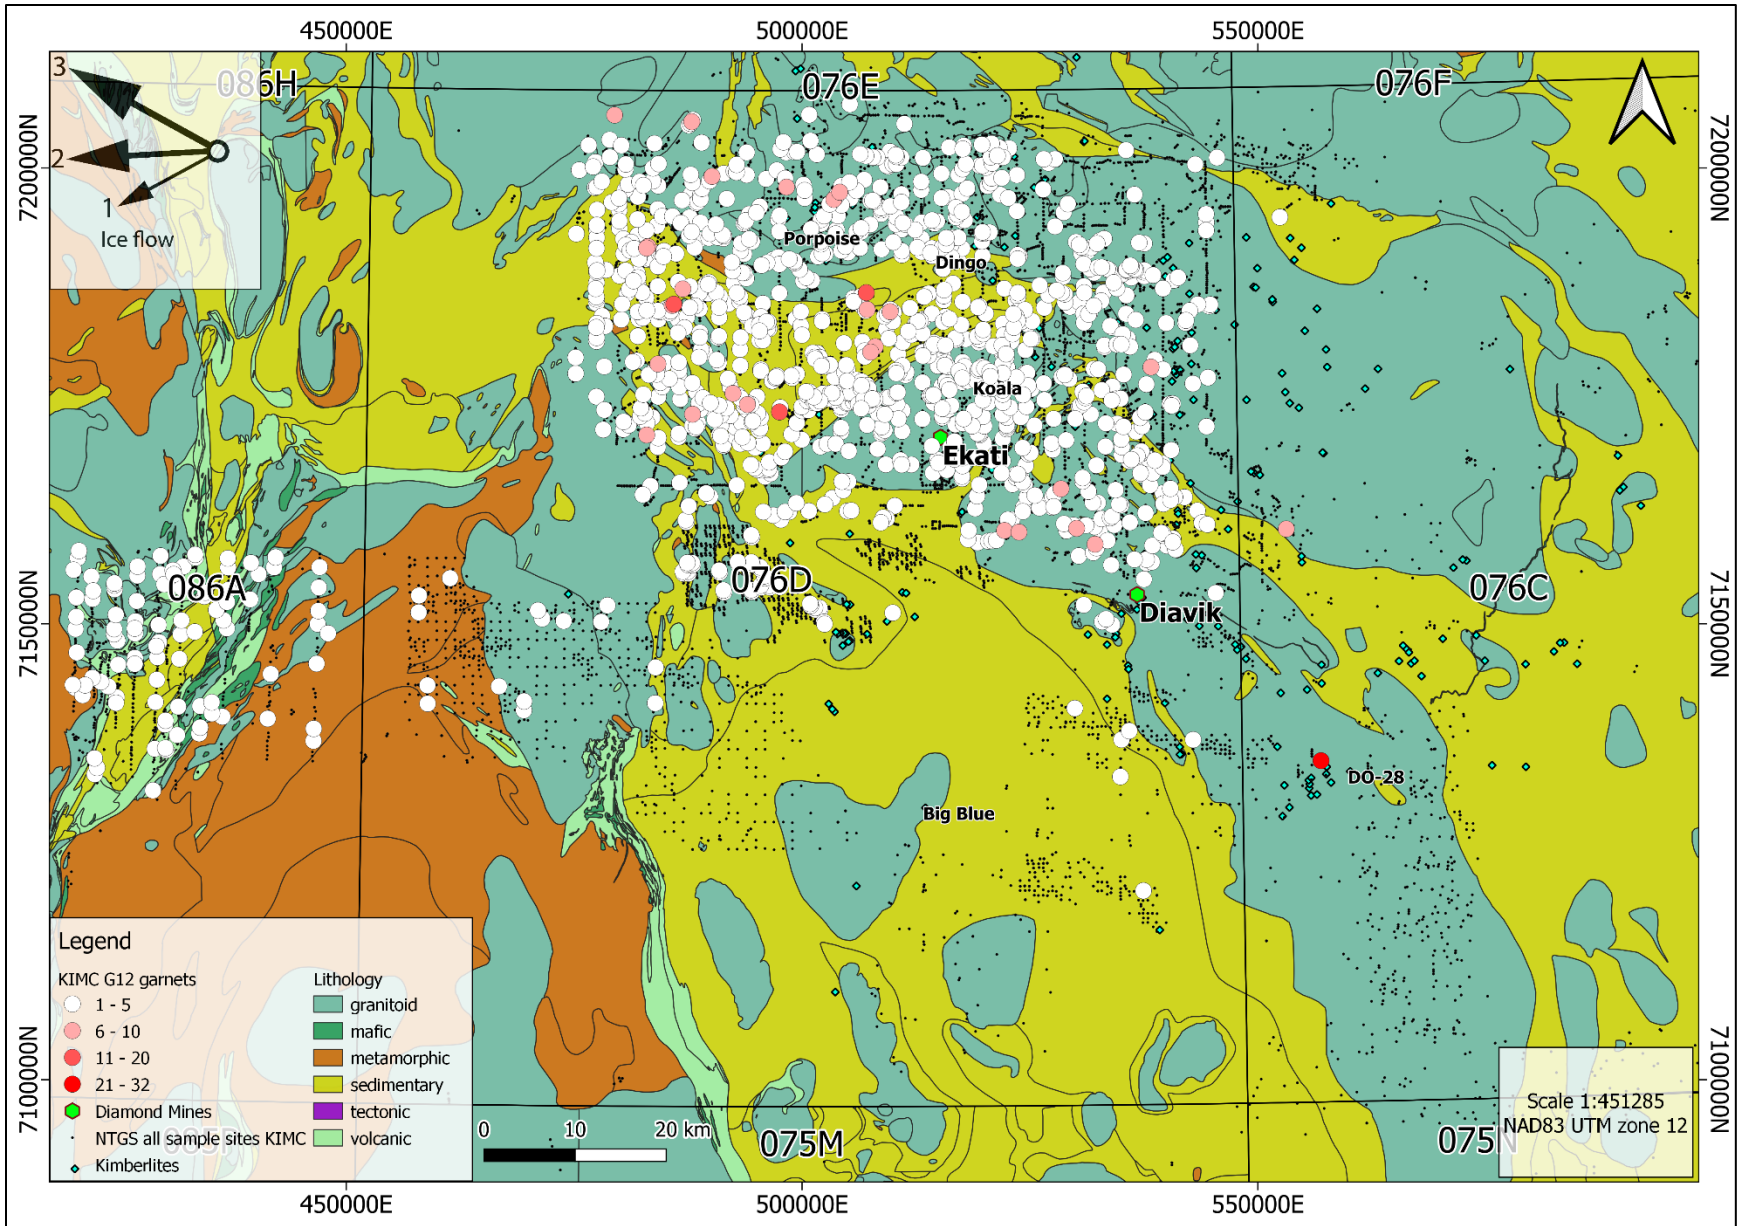 450000E
500000E
550000E
3
086H
076E
076F
2
1
Ice flow
7200000N
7200000N
Porpoise
Dingo
Koala
Ekati
086A
076D
076C
7150000N
7150000N
Diavik
DO-28
Big Blue
Legend
KIMC G12 garnets
1 - 5
6 - 10
11 - 20
21 - 32
Diamond Mines
NTGS all sample sites KIMC
Kimberlites
Lithology
granitoid
mafic
metamorphic
sedimentary
tectonic
volcanic
085P
0 10 20 km
075M
075N
Scale 1:451285
NAD83 UTM zone 12
7100000N
7100000N
450000E
500000E
550000E